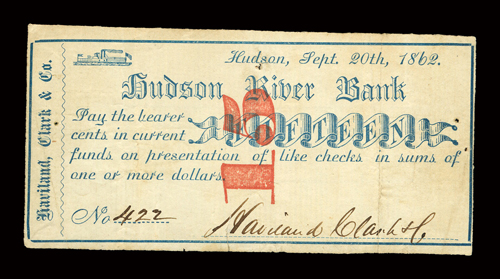 Haviland, Clark & Co.
Hudson, Sept. 20th, 1862.
Hudson River Bank
Pay the bearer FIFTEEN
cents in current
funds on presentation of like checks in sums of
one or more dollars.
15
No 422 Haviland Clark & Co